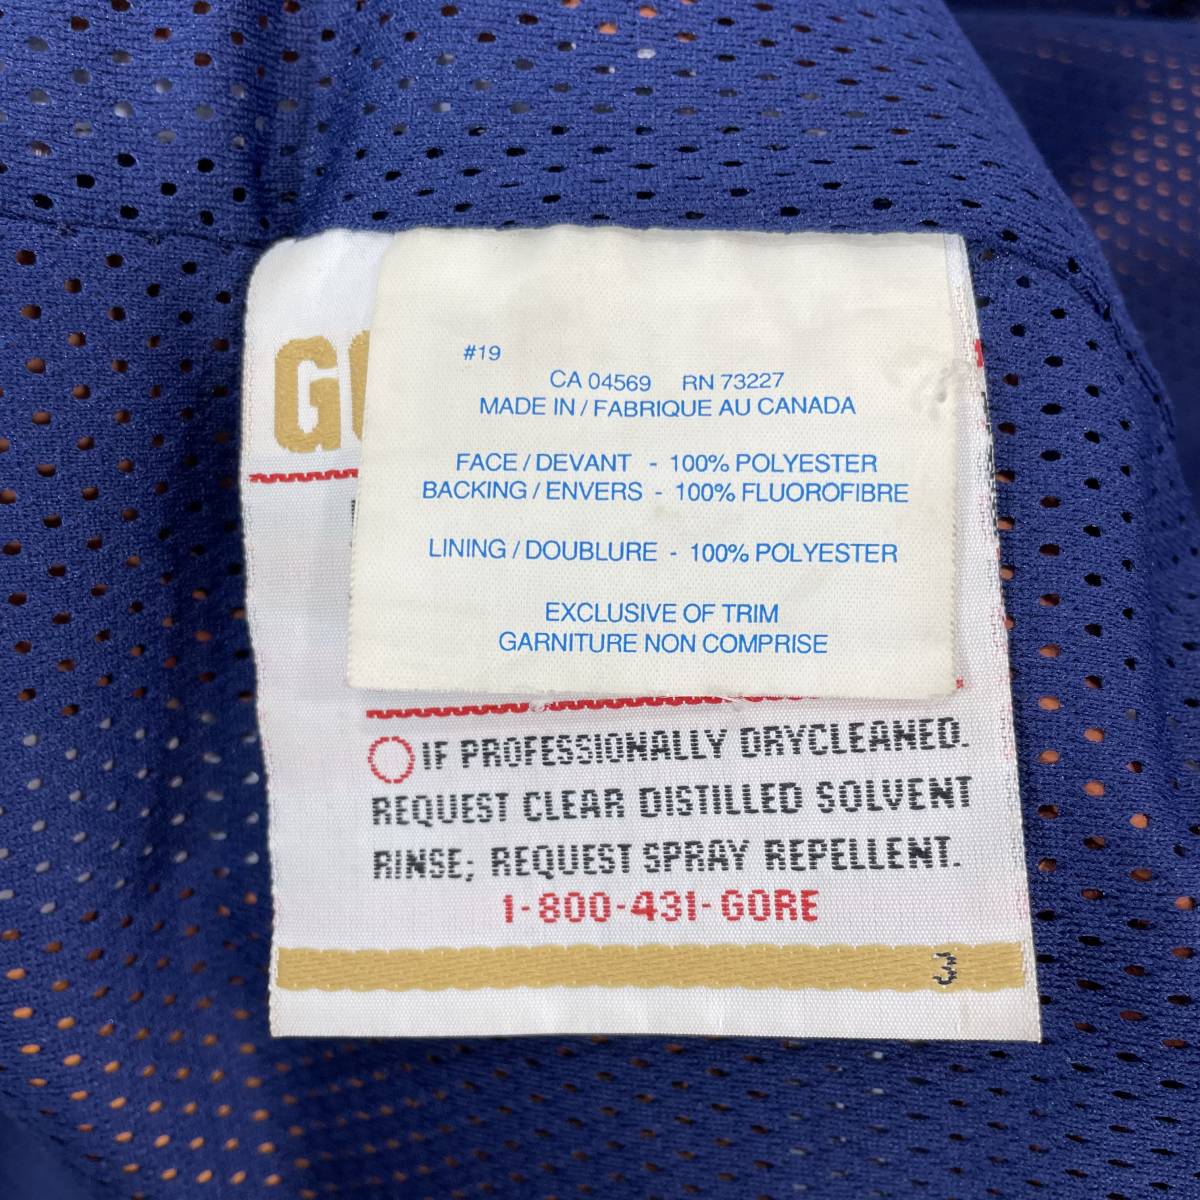 #19
CA 04569 RN 73227
MADE IN / FABRIQUE AU CANADA
FACE / DEVANT - 100% POLYESTER
BACKING / ENVERS - 100% FLUOROFIBRE
LINING / DOUBLURE - 100% POLYESTER
EXCLUSIVE OF TRIM
GARNITURE NON COMPRISE
IF PROFESSIONALLY DRYCLEANED.
REQUEST CLEAR DISTILLED SOLVENT
RINSE; REQUEST SPRAY REPELLENT.
1-800-431-GORE
3